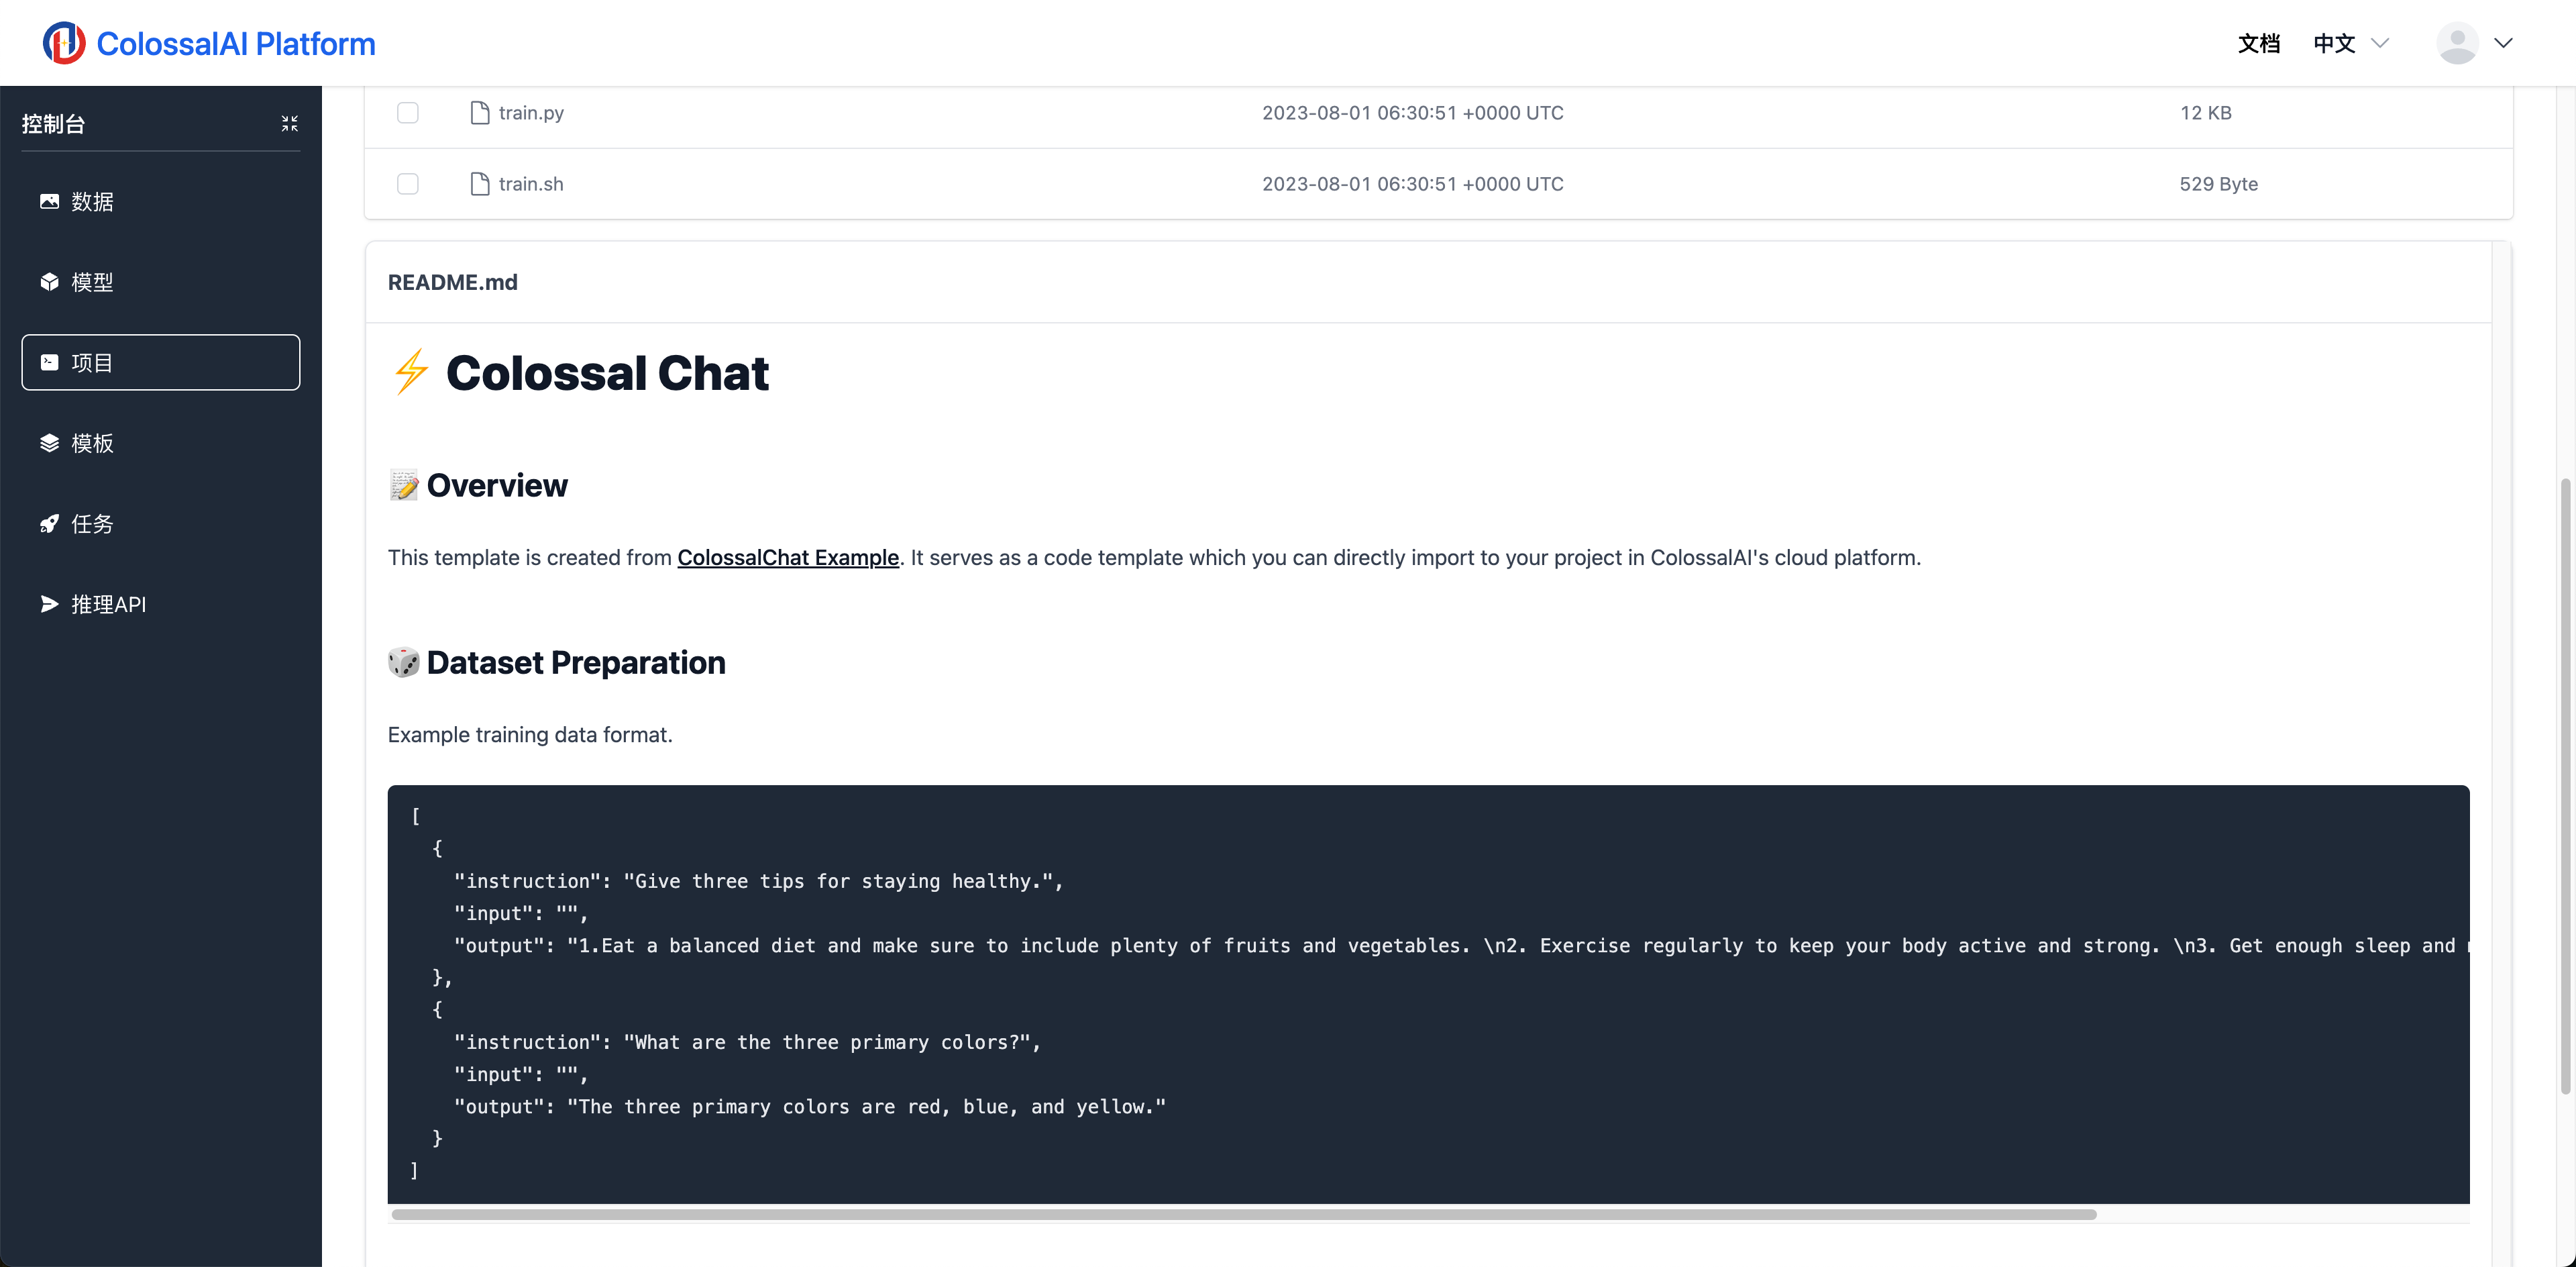 ColossalAI Platform
文档 中文
控制台
数据
模型
项目
模板
任务
推理API
train.py 2023-08-01 06:30:51 +0000 UTC 12 KB
train.sh 2023-08-01 06:30:51 +0000 UTC 529 Byte
README.md
⚡ Colossal Chat
📝 Overview
This template is created from ColossalChat Example. It serves as a code template which you can directly import to your project in ColossalAI's cloud platform.
🎲 Dataset Preparation
Example training data format.
[
  {
    "instruction": "Give three tips for staying healthy.",
    "input": "",
    "output": "1.Eat a balanced diet and make sure to include plenty of fruits and vegetables. \n2. Exercise regularly to keep your body active and strong. \n3. Get enough sleep and
  },
  {
    "instruction": "What are the three primary colors?",
    "input": "",
    "output": "The three primary colors are red, blue, and yellow."
  }
]